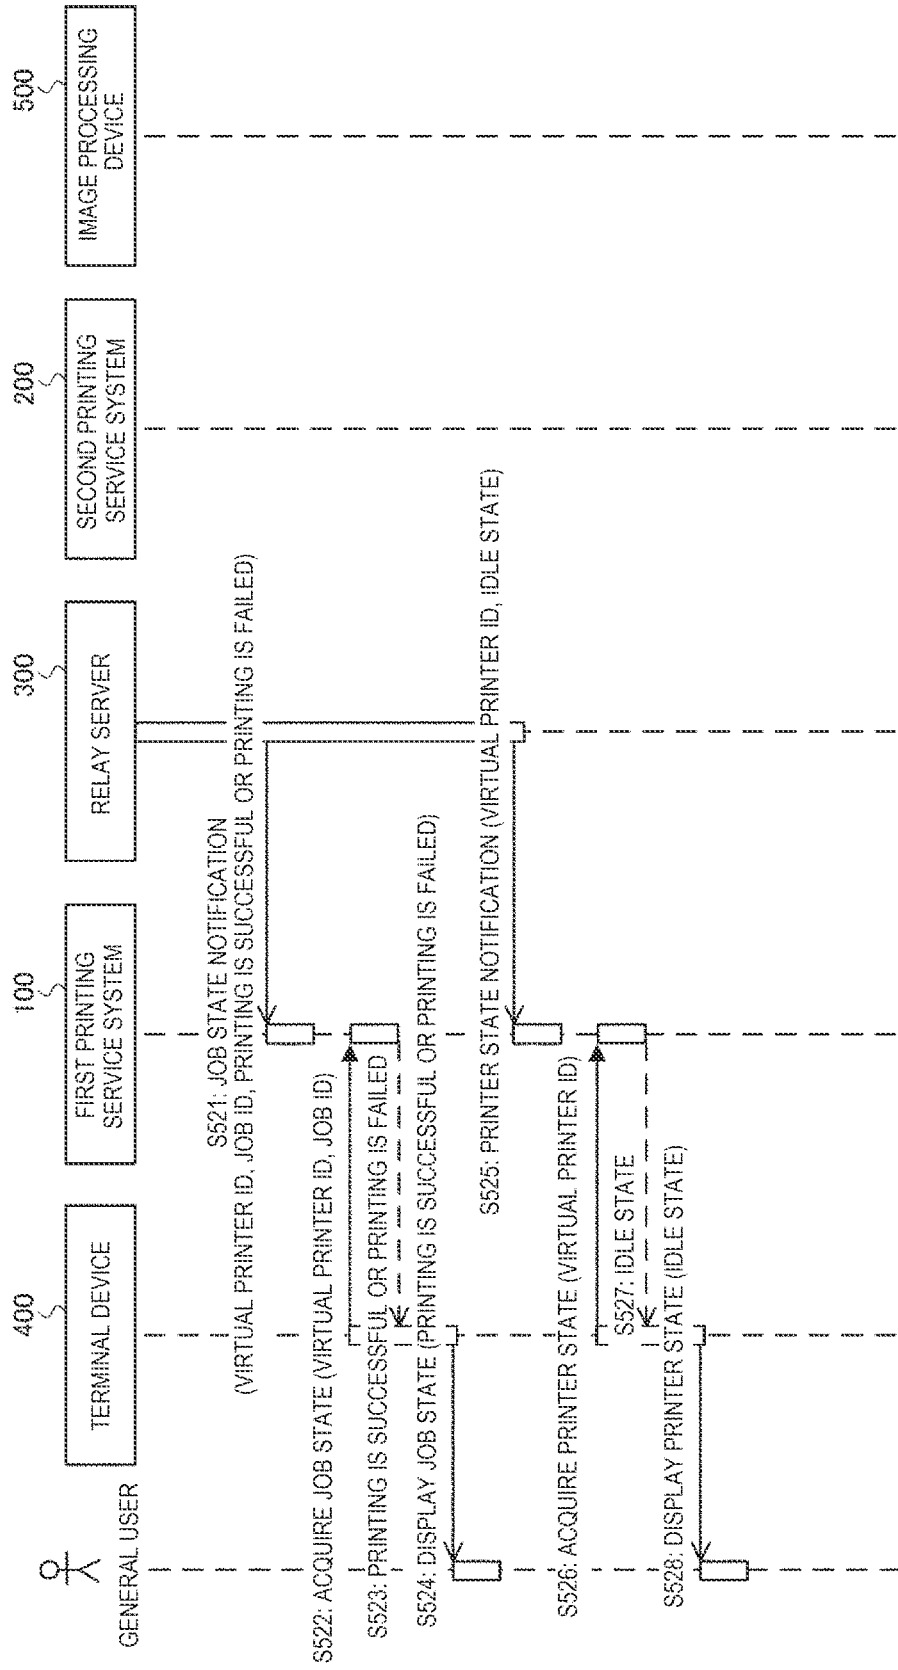 GENERAL USER
400
TERMINAL DEVICE
100
FIRST PRINTING
SERVICE SYSTEM
300
RELAY SERVER
200
SECOND PRINTING
SERVICE SYSTEM
500
IMAGE PROCESSING
DEVICE
S521: JOB STATE NOTIFICATION
(VIRTUAL PRINTER ID, JOB ID, PRINTING IS SUCCESSFUL OR PRINTING IS FAILED)
S522: ACQUIRE JOB STATE (VIRTUAL PRINTER ID, JOB ID)
S523: PRINTING IS SUCCESSFUL OR PRINTING IS FAILED
S524: DISPLAY JOB STATE (PRINTING IS SUCCESSFUL OR PRINTING IS FAILED)
S525: PRINTER STATE NOTIFICATION (VIRTUAL PRINTER ID, IDLE STATE)
S526: ACQUIRE PRINTER STATE (VIRTUAL PRINTER ID)
S527: IDLE STATE
S528: DISPLAY PRINTER STATE (IDLE STATE)